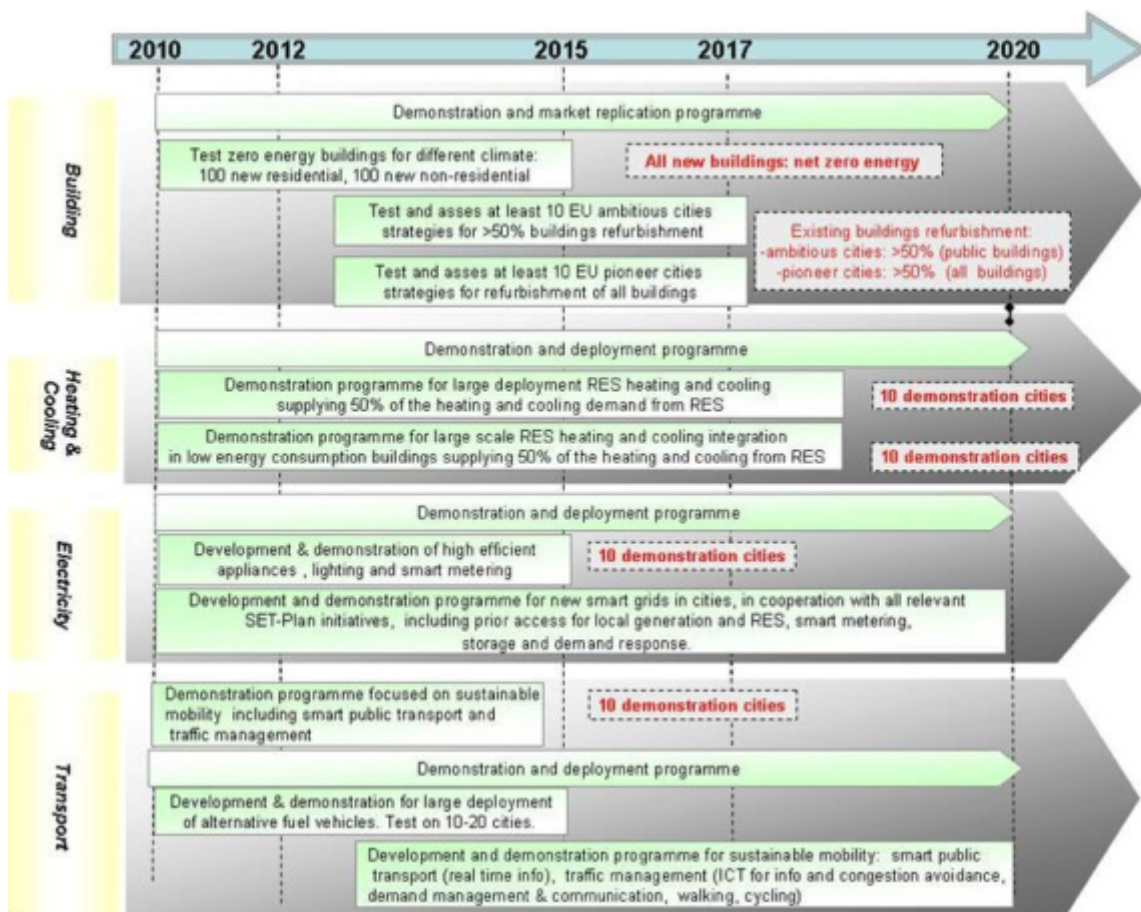 2010 2012 2015 2017 2020
Building
Demonstration and market replication programme
Test zero energy buildings for different climate:
100 new residential, 100 new non-residential
All new buildings: net zero energy
Test and asses at least 10 EU ambitious cities
strategies for >50% buildings refurbishment
Existing buildings refurbishment:
-ambitious cities: >50% (public buildings)
-pioneer cities: >50% (all buildings)
Test and asses at least 10 EU pioneer cities
strategies for refurbishment of all buildings
Heating &
Cooling
Demonstration and deployment programme
Demonstration programme for large deployment RES heating and cooling
supplying 50% of the heating and cooling demand from RES
10 demonstration cities
Demonstration programme for large scale RES heating and cooling integration
in low energy consumption buildings supplying 50% of the heating and cooling from RES
10 demonstration cities
Electricity
Demonstration and deployment programme
Development & demonstration of high efficient
appliances , lighting and smart metering
10 demonstration cities
Development and demonstration programme for new smart grids in cities, in cooperation with all relevant
SET-Plan initiatives, including prior access for local generation and RES, smart metering,
storage and demand response.
Transport
Demonstration programme focused on sustainable
mobility including smart public transport and
traffic management
10 demonstration cities
Demonstration and deployment programme
Development & demonstration for large deployment
of alternative fuel vehicles. Test on 10-20 cities.
Development and demonstration programme for sustainable mobility: smart public
transport (real time info), traffic management (ICT for info and congestion avoidance,
demand management & communication, walking, cycling)